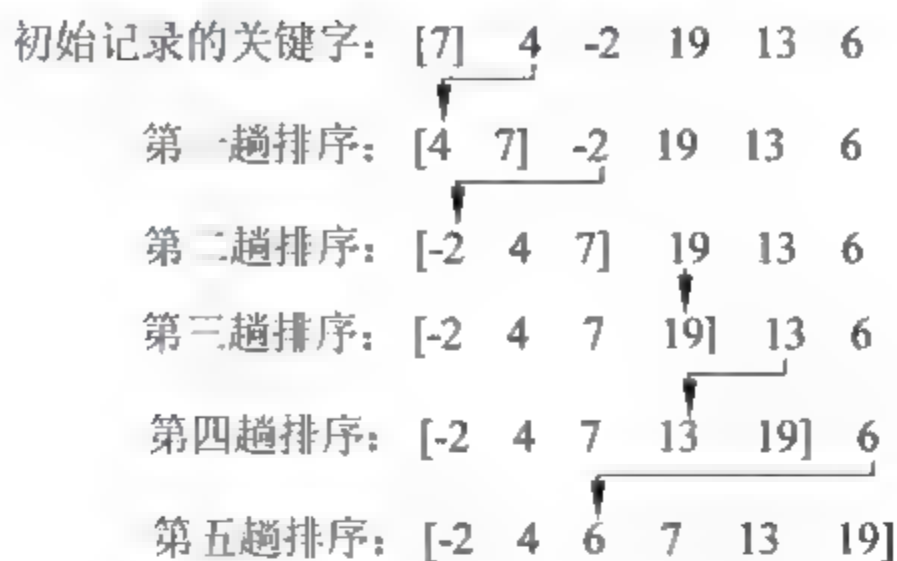 初始记录的关键字: [7] 4 -2 19 13 6
第一趟排序: [4 7] -2 19 13 6
第二趟排序: [-2 4 7] 19 13 6
第三趟排序: [-2 4 7 19] 13 6
第四趟排序: [-2 4 7 13 19] 6
第五趟排序: [-2 4 6 7 13 19]